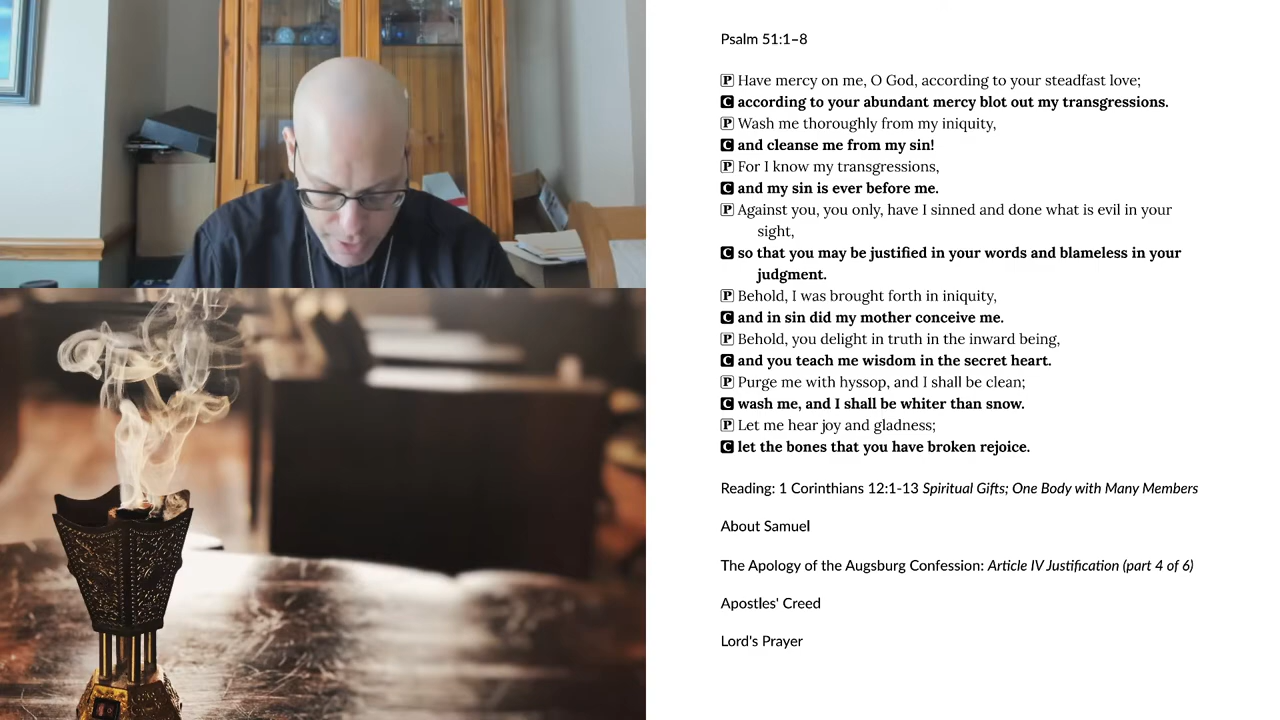 Psalm 51:1–8
P Have mercy on me, O God, according to your steadfast love;
C according to your abundant mercy blot out my transgressions.
P Wash me thoroughly from my iniquity,
C and cleanse me from my sin!
P For I know my transgressions,
C and my sin is ever before me.
P Against you, you only, have I sinned and done what is evil in your
sight,
C so that you may be justified in your words and blameless in your
judgment.
P Behold, I was brought forth in iniquity,
C and in sin did my mother conceive me.
P Behold, you delight in truth in the inward being,
C and you teach me wisdom in the secret heart.
P Purge me with hyssop, and I shall be clean;
C wash me, and I shall be whiter than snow.
P Let me hear joy and gladness;
C let the bones that you have broken rejoice.
Reading: 1 Corinthians 12:1-13 Spiritual Gifts; One Body with Many Members
About Samuel
The Apology of the Augsburg Confession: Article IV Justification (part 4 of 6)
Apostles' Creed
Lord's Prayer